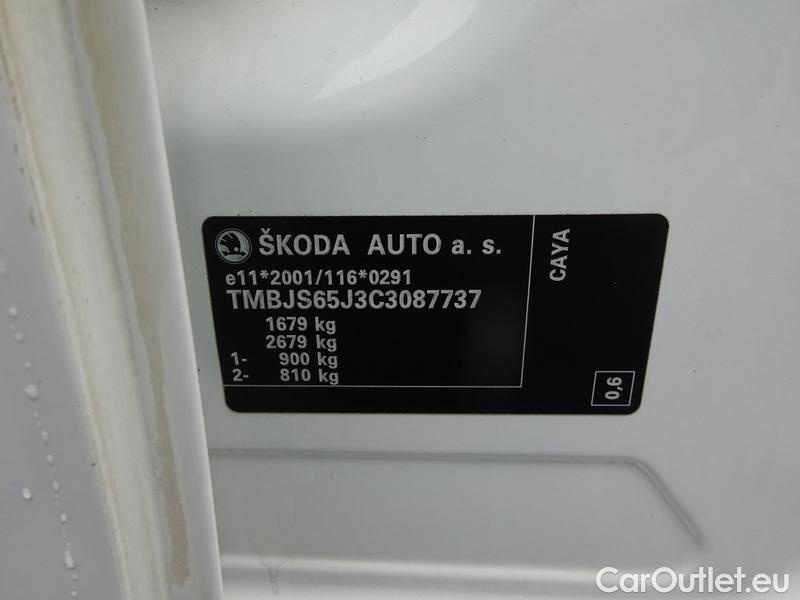 ŠKODA AUTO a. s.
e11*2001/116*0291
TMBJS65J3C3087737
1679 kg
2679 kg
1- 900 kg
2- 810 kg
CAYA
0,6
CarOutlet.eu